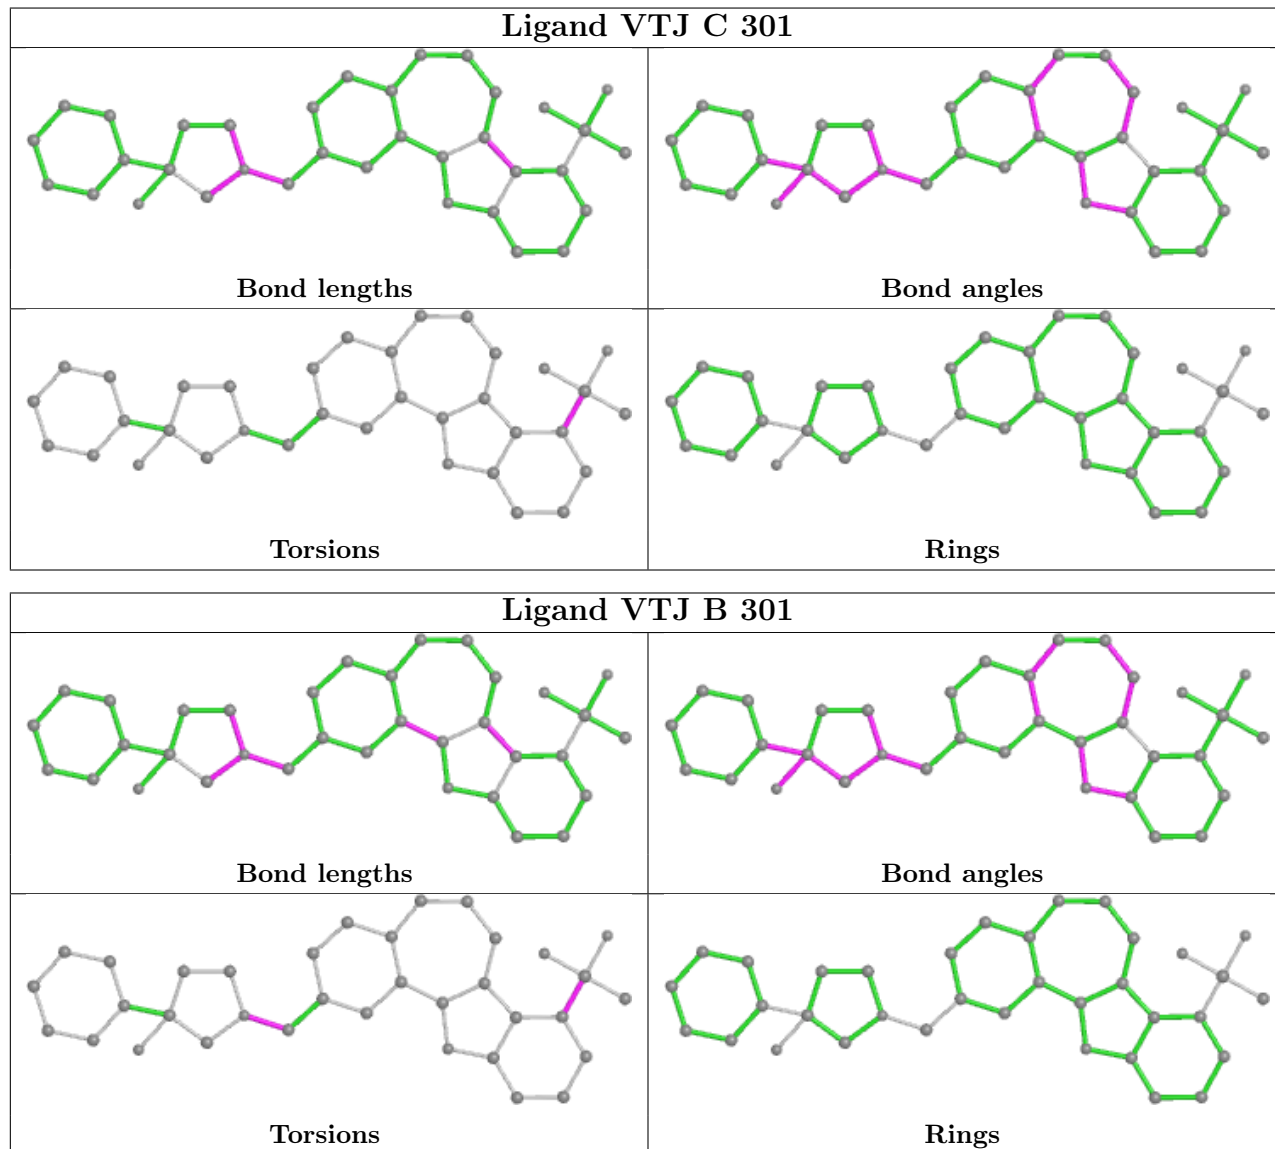 Ligand VTJ C 301
Bond lengths
Bond angles
Torsions
Rings
Ligand VTJ B 301
Bond lengths
Bond angles
Torsions
Rings